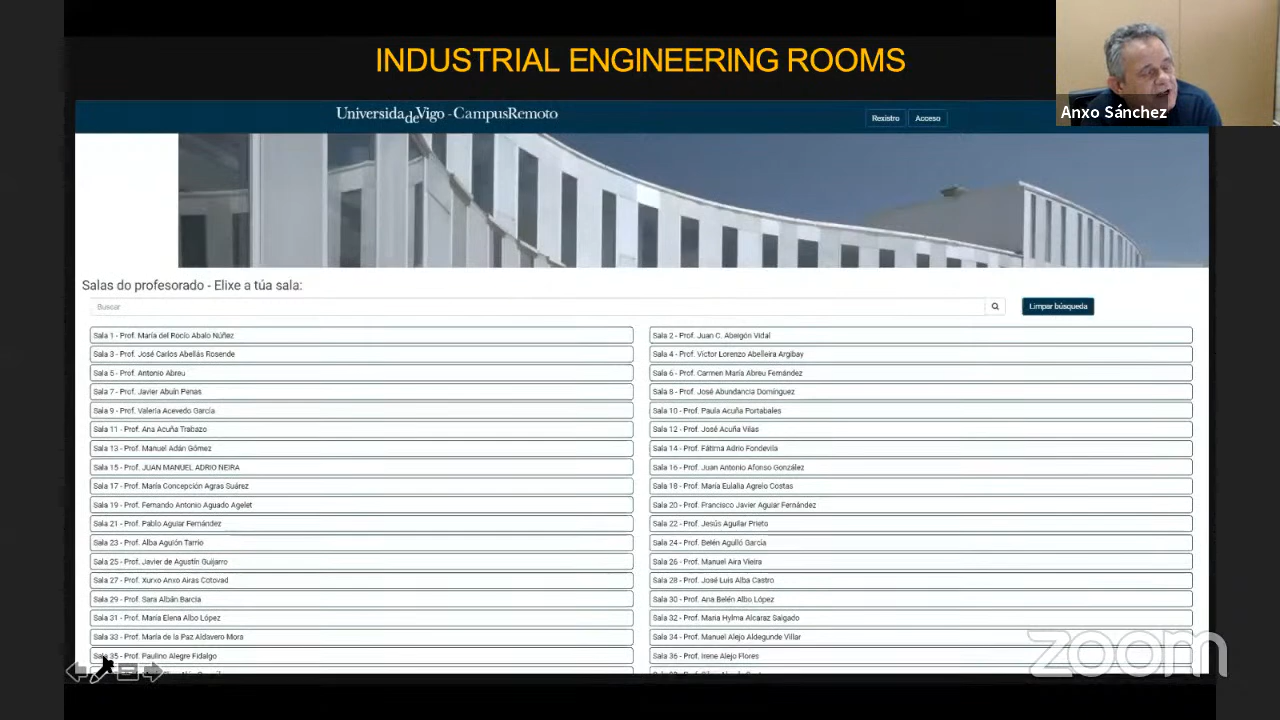 INDUSTRIAL ENGINEERING ROOMS
Anxo Sánchez
Universidade Vigo - CampusRemoto
Rexistro
Acceso
Salas do profesorado - Elixe a túa sala:
Buscar
Limpar búsqueda
Sala 1 - Prof. María del Rocío Abalo Núñez
Sala 2 - Prof. Juan C. Abeigón Vidal
Sala 3 - Prof. José Carlos Abellás Rosende
Sala 4 - Prof. Víctor Lorenzo Abelleira Argibay
Sala 5 - Prof. Antonio Abreu
Sala 6 - Prof. Carmen María Abreu Fernández
Sala 7 - Prof. Javier Abuín Penas
Sala 8 - Prof. José Abundancia Domínguez
Sala 9 - Prof. Valeria Acevedo García
Sala 10 - Prof. Paula Acuña Portabales
Sala 11 - Prof. Ana Acuña Trabazo
Sala 12 - Prof. José Acuña Vilas
Sala 13 - Prof. Manuel Adán Gómez
Sala 14 - Prof. Fátima Adrio Fondevila
Sala 15 - Prof. JUAN MANUEL ADRIO NEIRA
Sala 16 - Prof. Juan Antonio Afonso González
Sala 17 - Prof. María Concepción Agras Suárez
Sala 18 - Prof. María Eulalia Agrelo Costas
Sala 19 - Prof. Fernando Antonio Aguado Agelet
Sala 20 - Prof. Francisco Javier Aguiar Fernández
Sala 21 - Prof. Pablo Aguiar Fernández
Sala 22 - Prof. Jesús Aguilar Prieto
Sala 23 - Prof. Alba Aguión Tarrío
Sala 24 - Prof. Belén Agulló García
Sala 25 - Prof. Javier de Agustín Guijarro
Sala 26 - Prof. Manuel Aira Vieira
Sala 27 - Prof. Xurxo Anxo Airas Cotovad
Sala 28 - Prof. José Luis Alba Castro
Sala 29 - Prof. Sara Albán Barcia
Sala 30 - Prof. Ana Belén Albo López
Sala 31 - Prof. María Elena Albo López
Sala 32 - Prof. Maria Hylma Alcaraz Salgado
Sala 33 - Prof. María de la Paz Aldavero Mora
Sala 34 - Prof. Manuel Alejo Aldegunde Villar
Sala 35 - Prof. Paulino Alegre Fidalgo
Sala 36 - Prof. Irene Alejo Flores
zoom